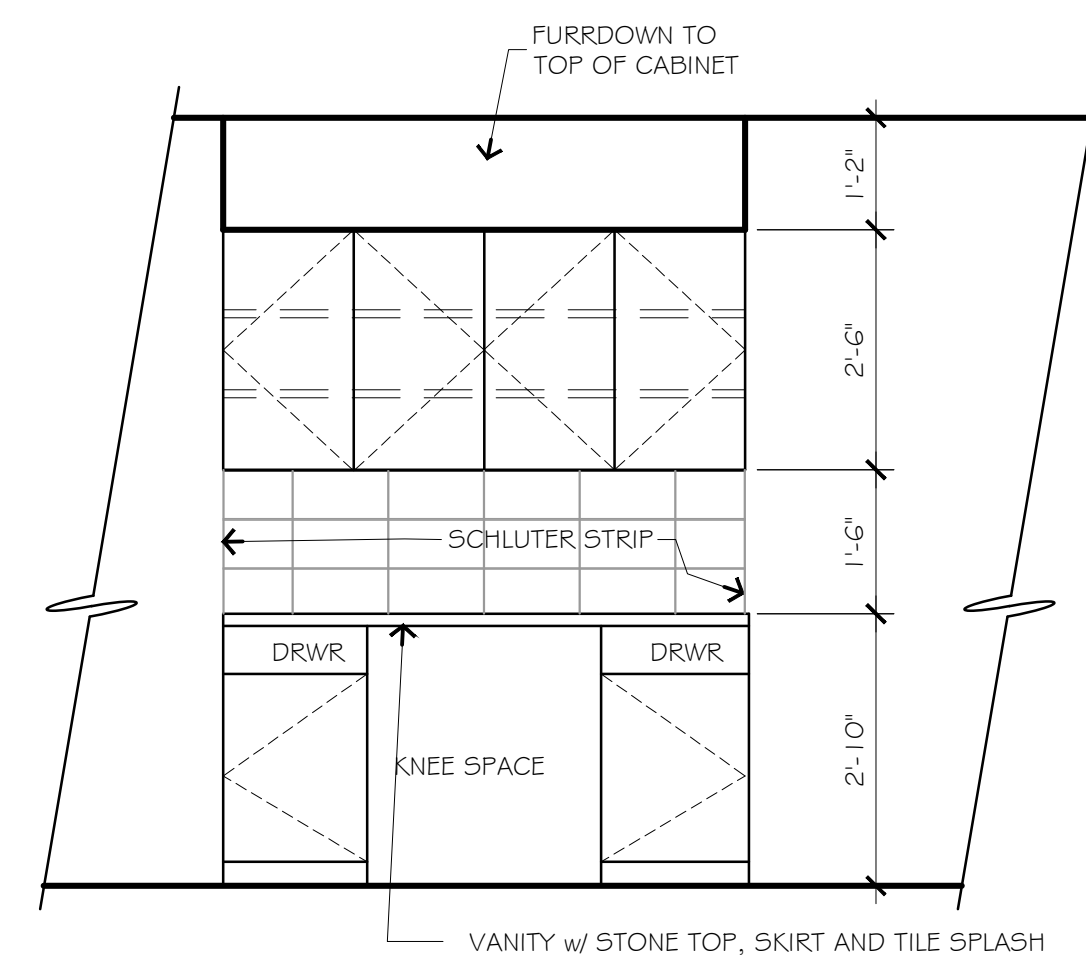 FURRDOWN TO
TOP OF CABINET
1'-2"
2'-6"
SCHLUTER STRIP
1'-6"
DRWR
DRWR
KNEE SPACE
2'-10"
VANITY w/ STONE TOP, SKIRT AND TILE SPLASH